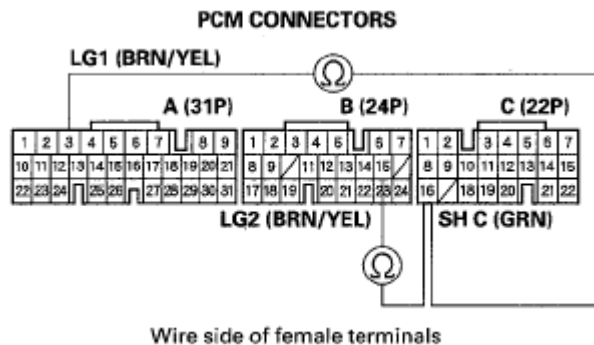 PCM CONNECTORS
LG1 (BRN/YEL)
Ω
A (31P) B (24P) C (22P)
1 2 3 4 5 6 7 8 9 1 2 3 4 5 6 7 1 2 3 4 5 6 7
10 11 12 13 14 15 16 17 18 19 20 21 8 9 11 12 13 14 15 8 9 10 11 12 13 14 15
22 23 24 25 26 27 28 29 30 31 17 18 19 20 21 22 23 24 16 18 19 20 21 22
LG2 (BRN/YEL) SH C (GRN)
Ω
Wire side of female terminals